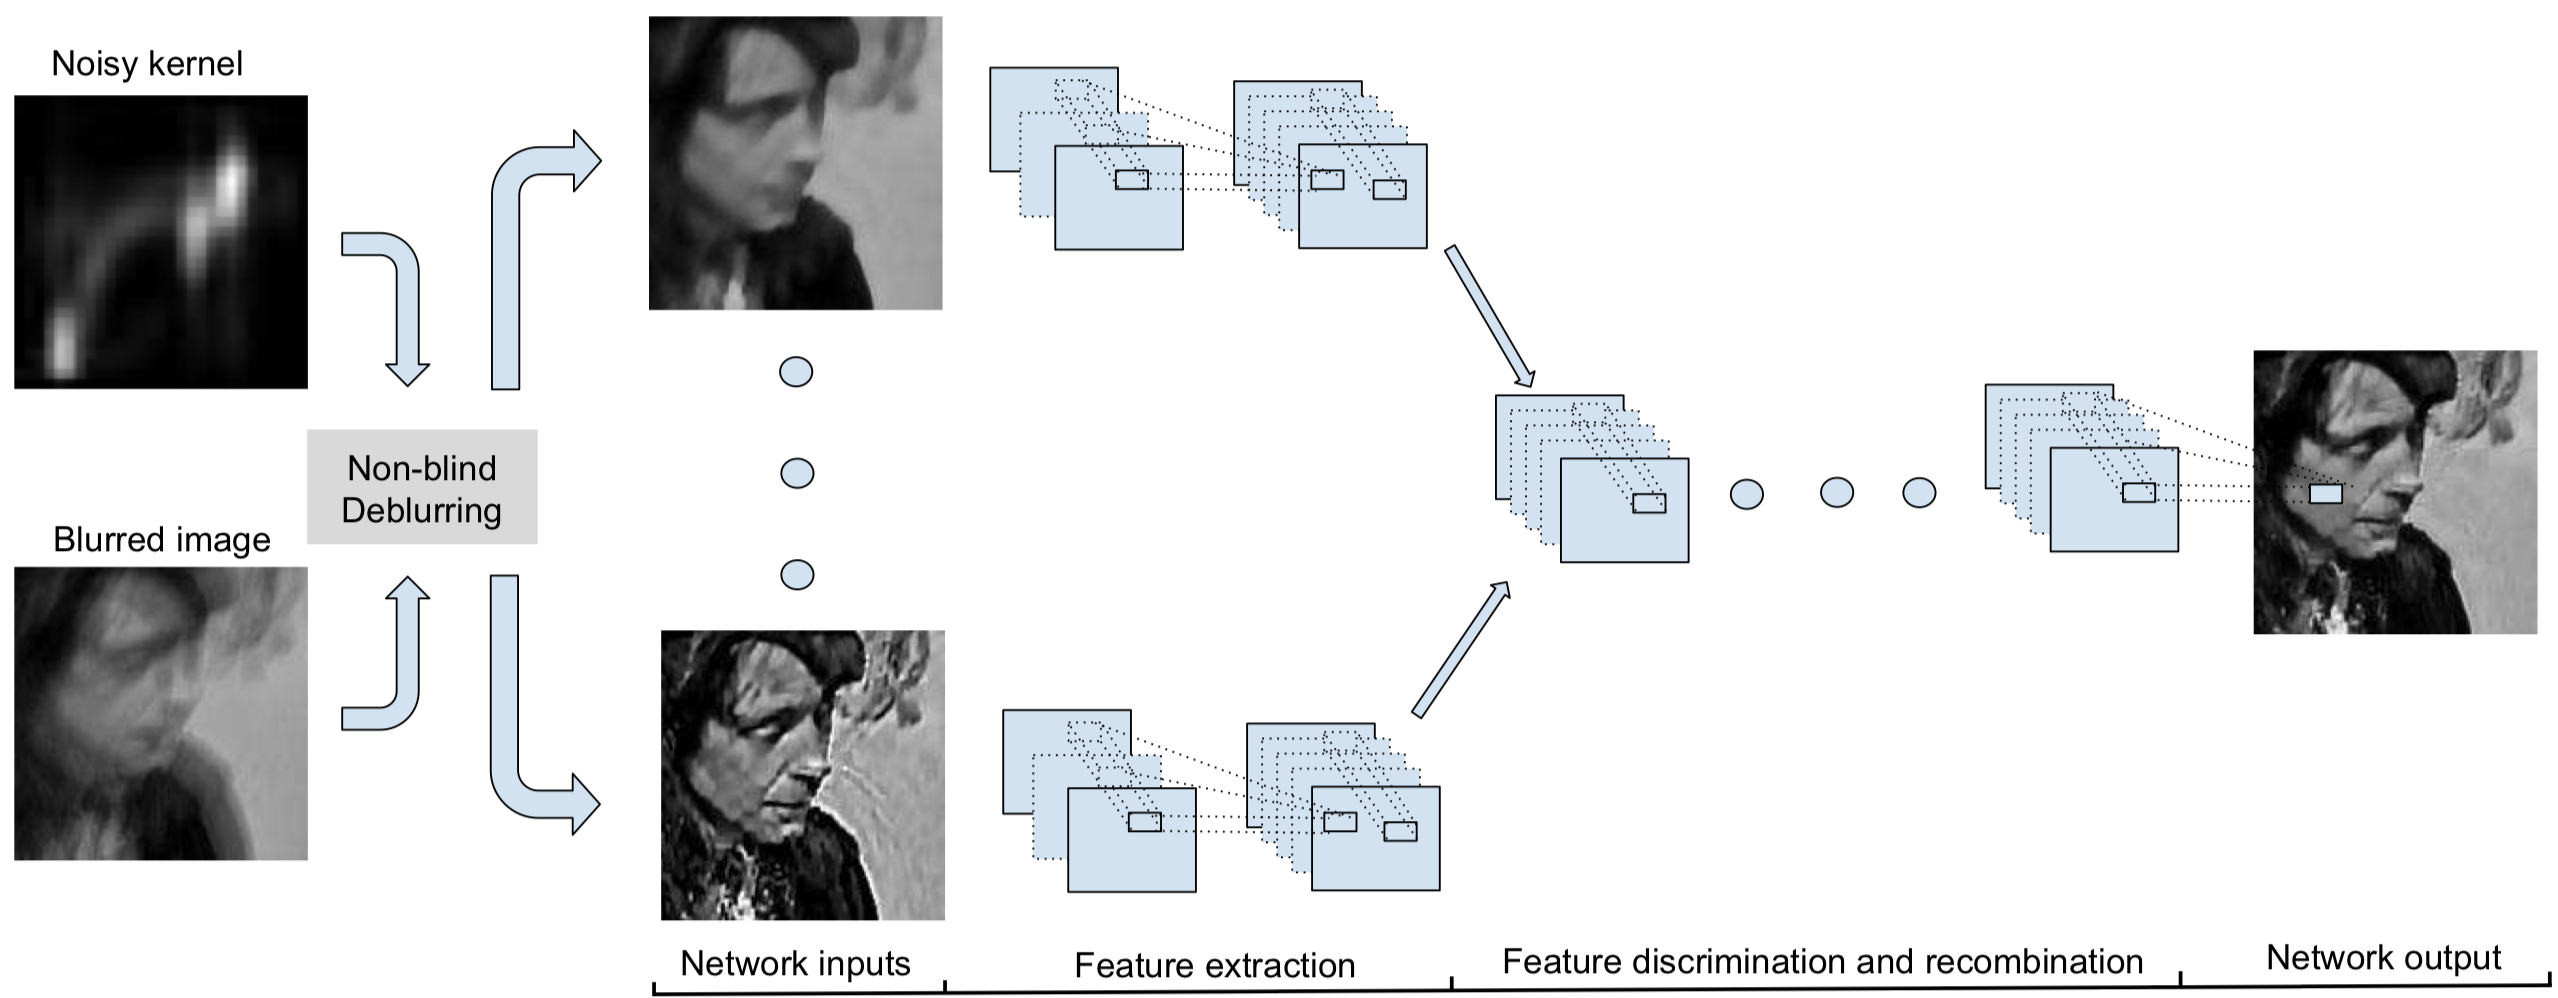 Noisy kernel
Non-blind
Deblurring
Blurred image
Network inputs
Feature extraction
Feature discrimination and recombination
Network output